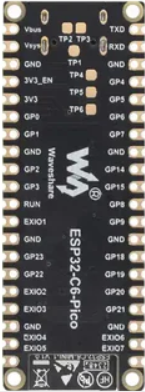 Vbus TXD
Vsys TP2 TP3 RXD
GND TP1 GND
3V3_EN TP4 GP4
3V3 TP5 GP5
GP0 TP6 GP6
GP1 GP7
GND GND
GP2 GP14
GP3 GP15
RUN GP8
EXIO1 GP9
GND GND
GP23 GP18
GP22 GP19
EXIO2 GP20
EXIO3 GP21
GND GND
EXIO4 EXIO6
EXIO5 EXIO7
Waveshare
ESP32-C6-Pico